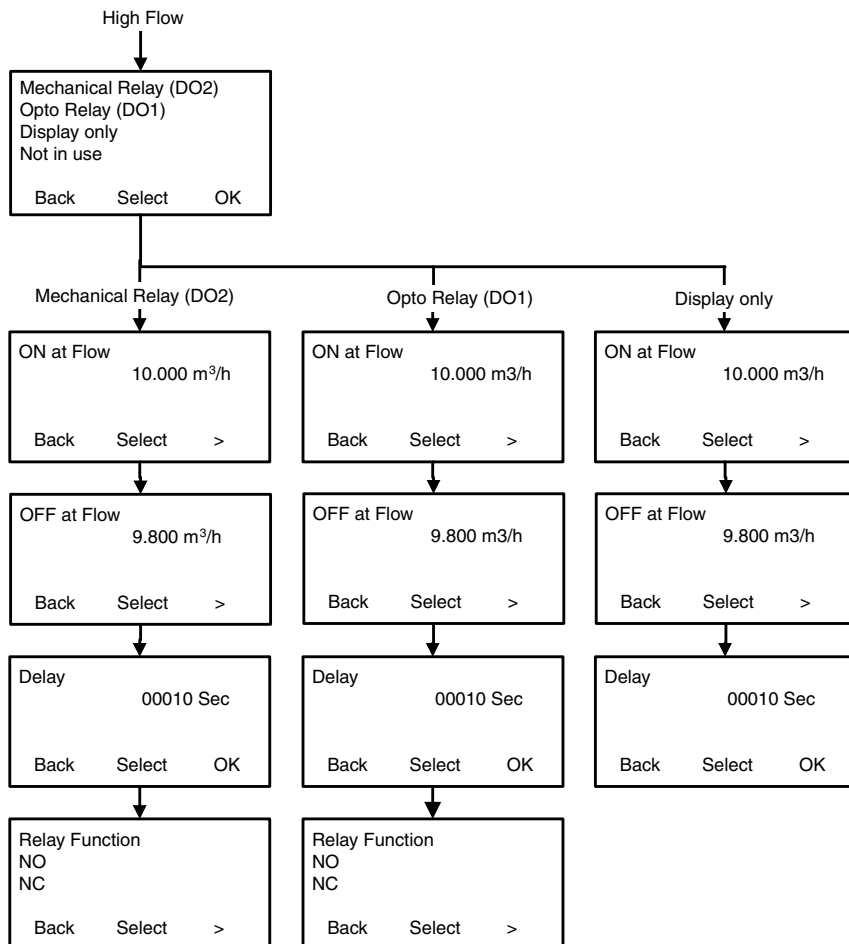 High Flow
Mechanical Relay (DO2)
Opto Relay (DO1)
Display only
Not in use
Back Select OK
Mechanical Relay (DO2) Opto Relay (DO1) Display only
ON at Flow ON at Flow ON at Flow
10.000 m³/h 10.000 m3/h 10.000 m3/h
Back Select > Back Select > Back Select >
OFF at Flow OFF at Flow OFF at Flow
9.800 m³/h 9.800 m3/h 9.800 m3/h
Back Select > Back Select > Back Select >
Delay Delay Delay
00010 Sec 00010 Sec 00010 Sec
Back Select OK Back Select OK Back Select OK
Relay Function Relay Function
NO NO
NC NC
Back Select > Back Select >